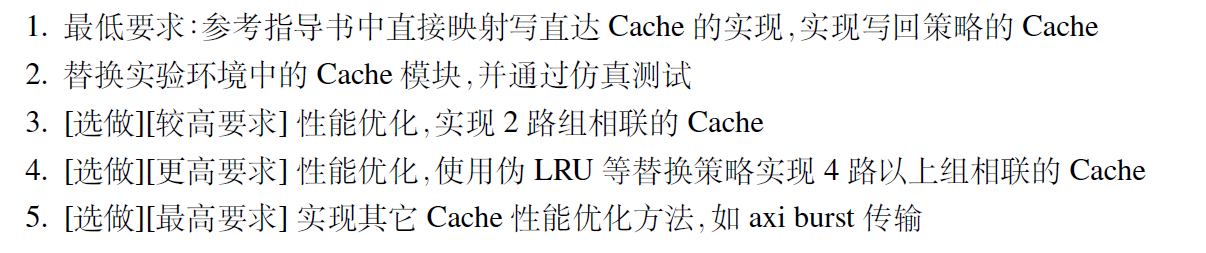 1. 最低要求:参考指导书中直接映射写直达 Cache 的实现,实现写回策略的 Cache
2. 替换实验环境中的 Cache 模块,并通过仿真测试
3. [选做][较高要求] 性能优化,实现 2 路组相联的 Cache
4. [选做][更高要求] 性能优化,使用伪 LRU 等替换策略实现 4 路以上组相联的 Cache
5. [选做][最高要求] 实现其它 Cache 性能优化方法,如 axi burst 传输